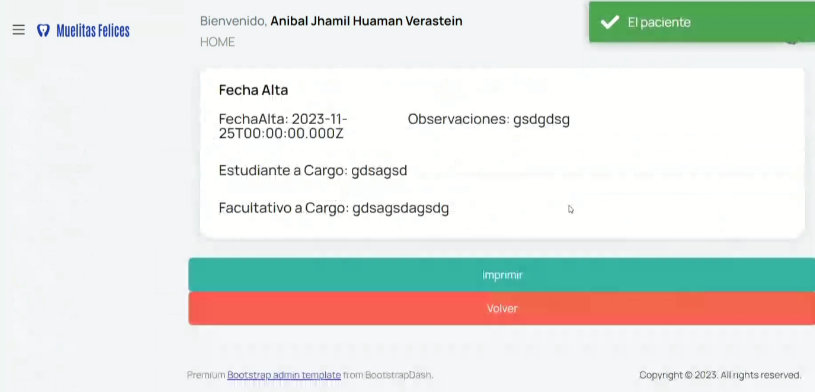 Muelitas Felices
Bienvenido, Anibal Jhamil Huaman Verastein
HOME
El paciente
Fecha Alta
FechaAlta: 2023-11-
25T00:00:00.000Z
Observaciones: gsdgdsg
Estudiante a Cargo: gdsagsd
Facultativo a Cargo: gdsagsdagsdg
Imprimir
Volver
Premium Bootstrap admin template from BootstrapDash.
Copyright © 2023. All rights reserved.